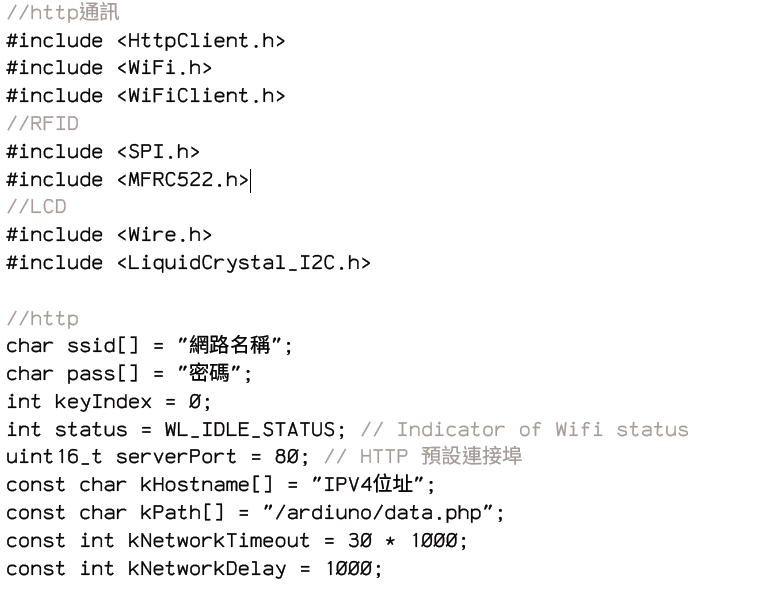 //http通訊
#include <HttpClient.h>
#include <WiFi.h>
#include <WiFiClient.h>
//RFID
#include <SPI.h>
#include <MFRC522.h>
//LCD
#include <Wire.h>
#include <LiquidCrystal_I2C.h>
//http
char ssid[] = "網路名稱";
char pass[] = "密碼";
int keyIndex = 0;
int status = WL_IDLE_STATUS; // Indicator of Wifi status
uint16_t serverPort = 80; // HTTP 預設連接埠
const char kHostname[] = "IPV4位址";
const char kPath[] = "/ardiuno/data.php";
const int kNetworkTimeout = 30 * 1000;
const int kNetworkDelay = 1000;